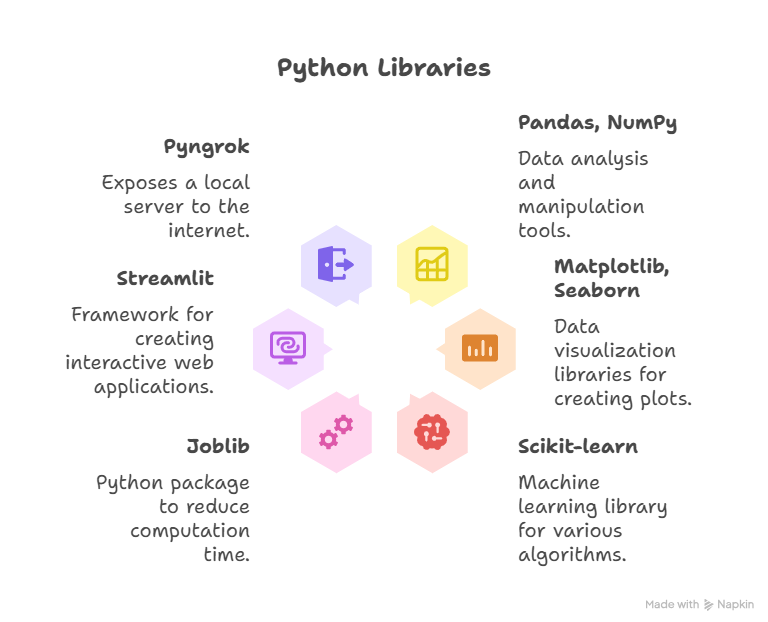 Python Libraries
Pyngrok
Exposes a local
server to the
internet.
Streamlit
Framework for
creating
interactive web
applications.
Joblib
Python package
to reduce
computation
time.
Pandas, NumPy
Data analysis
and
manipulation
tools.
Matplotlib,
Seaborn
Data
visualization
libraries for
creating plots.
Scikit-learn
Machine
learning library
for various
algorithms.
Made with Napkin